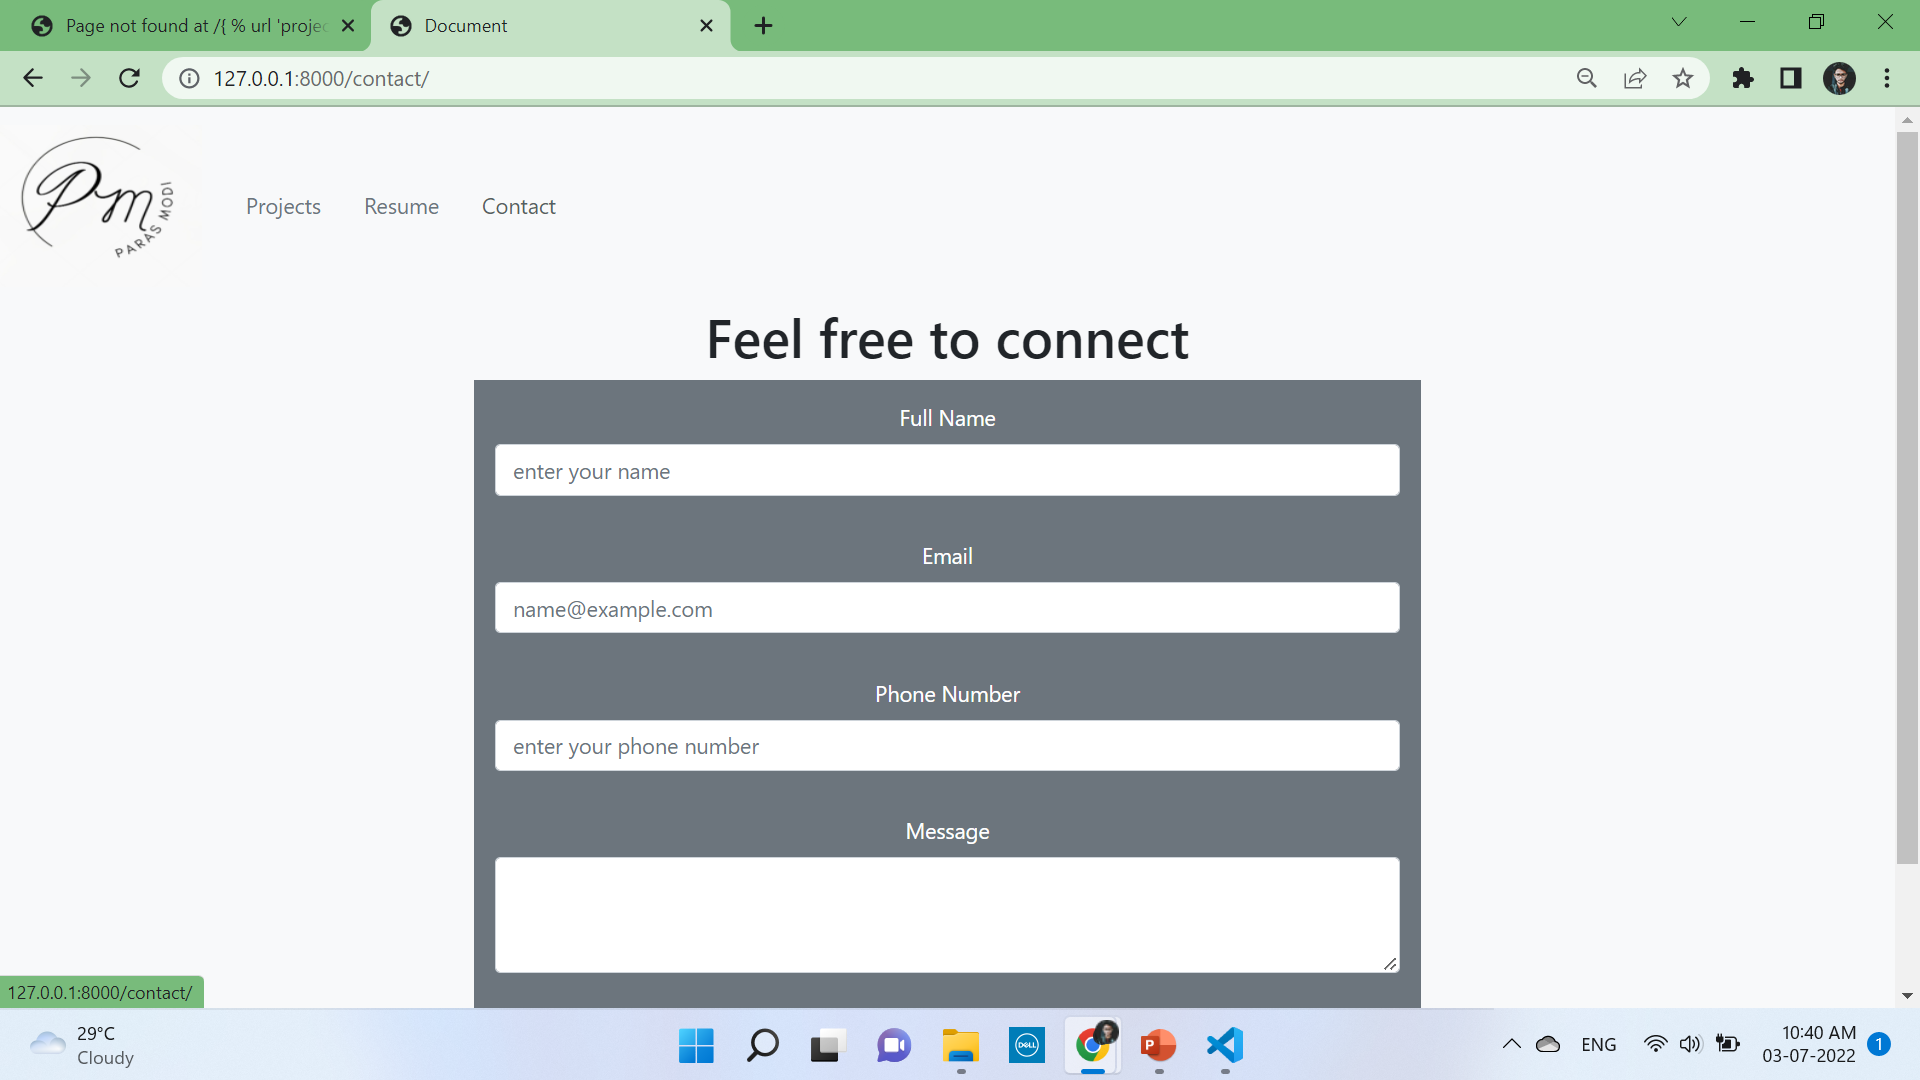 Page not found at /{ % url 'projec
Document
127.0.0.1:8000/contact/
Pm
PARAS MODI
Projects
Resume
Contact
Feel free to connect
Full Name
enter your name
Email
name@example.com
Phone Number
enter your phone number
Message
127.0.0.1:8000/contact/
29°C
Cloudy
DELL
P
ENG
10:40 AM
03-07-2022
1